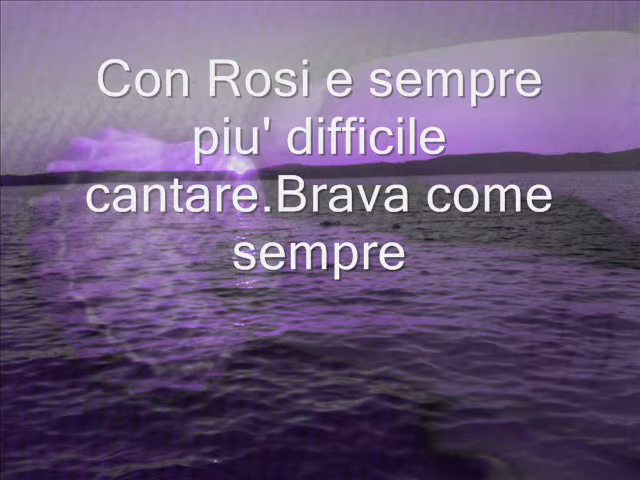 Con Rosi e sempre
piu' difficile
cantare.Brava come
sempre